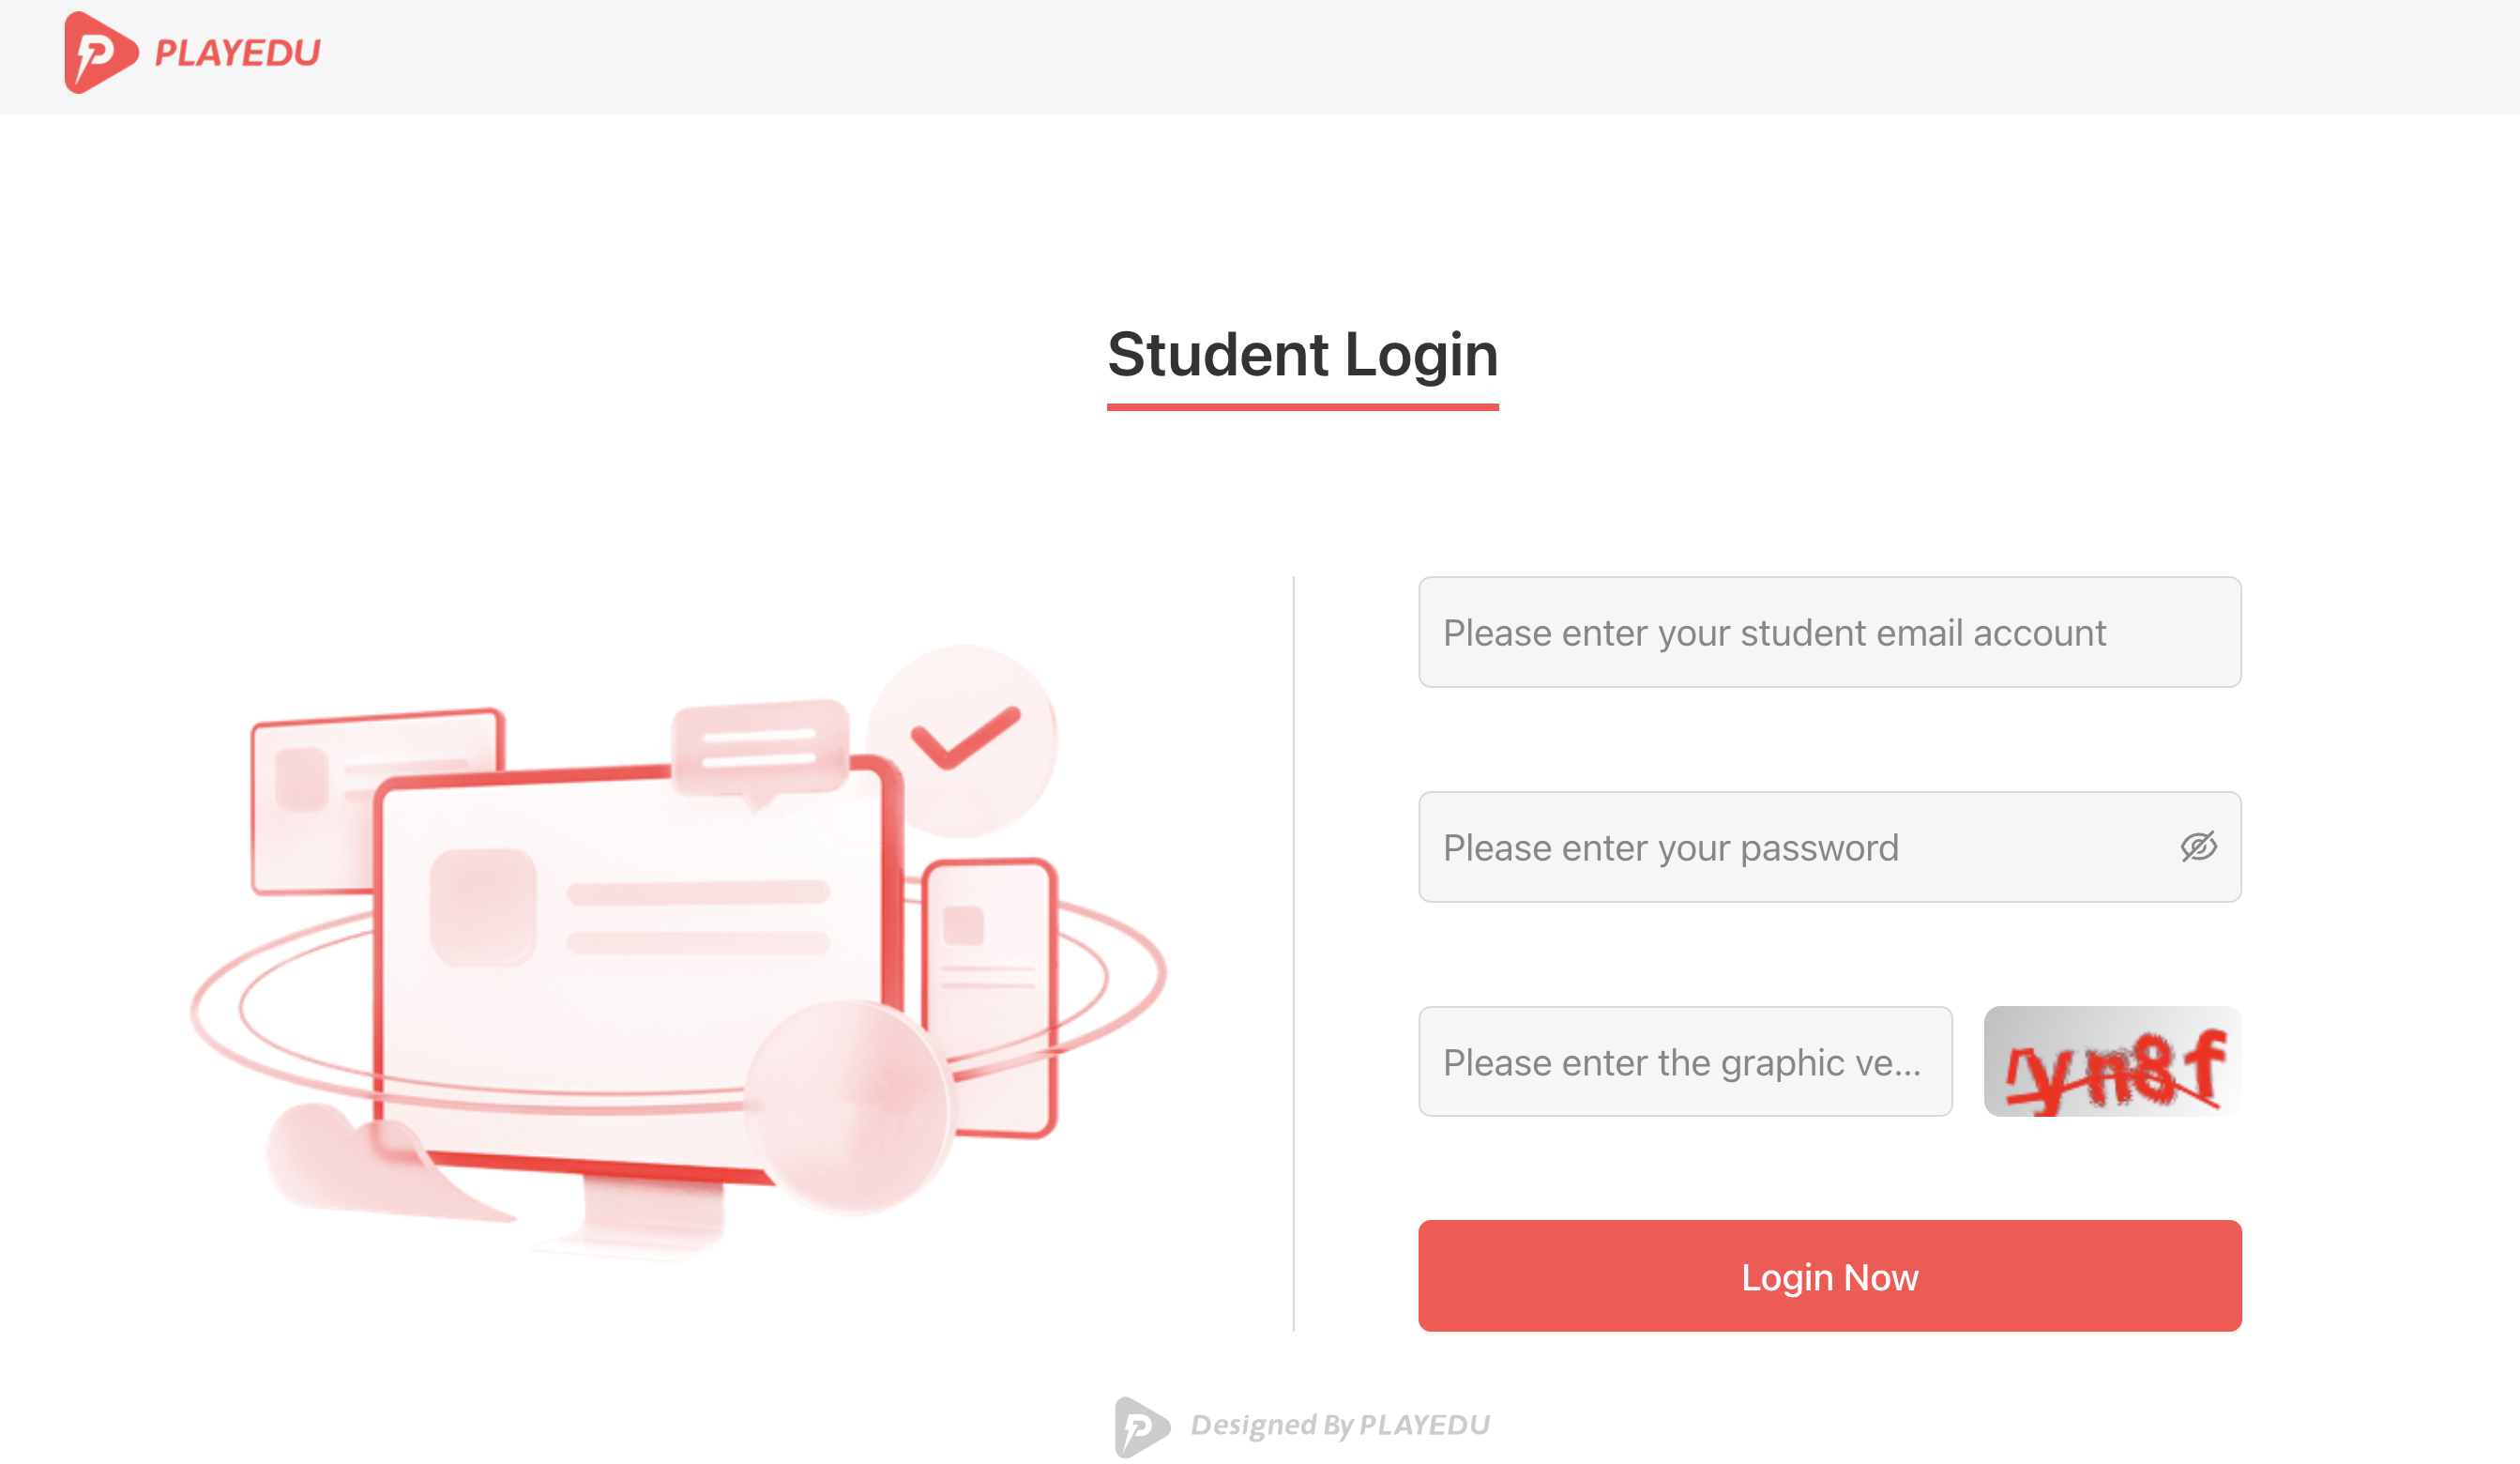 PLAYEDU
Student Login
Please enter your student email account
Please enter your password
Please enter the graphic ve...
Login Now
Designed By PLAYEDU